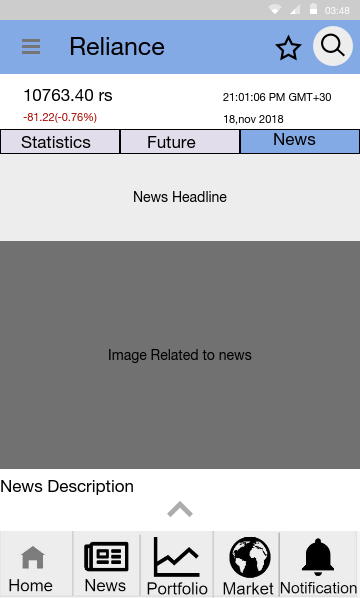 03:48
Reliance
10763.40 rs
21:01:06 PM GMT+30
-81.22(-0.76%)
18,nov 2018
Statistics Future News
News Headline
Image Related to news
News Description
Home News Portfolio Market Notification